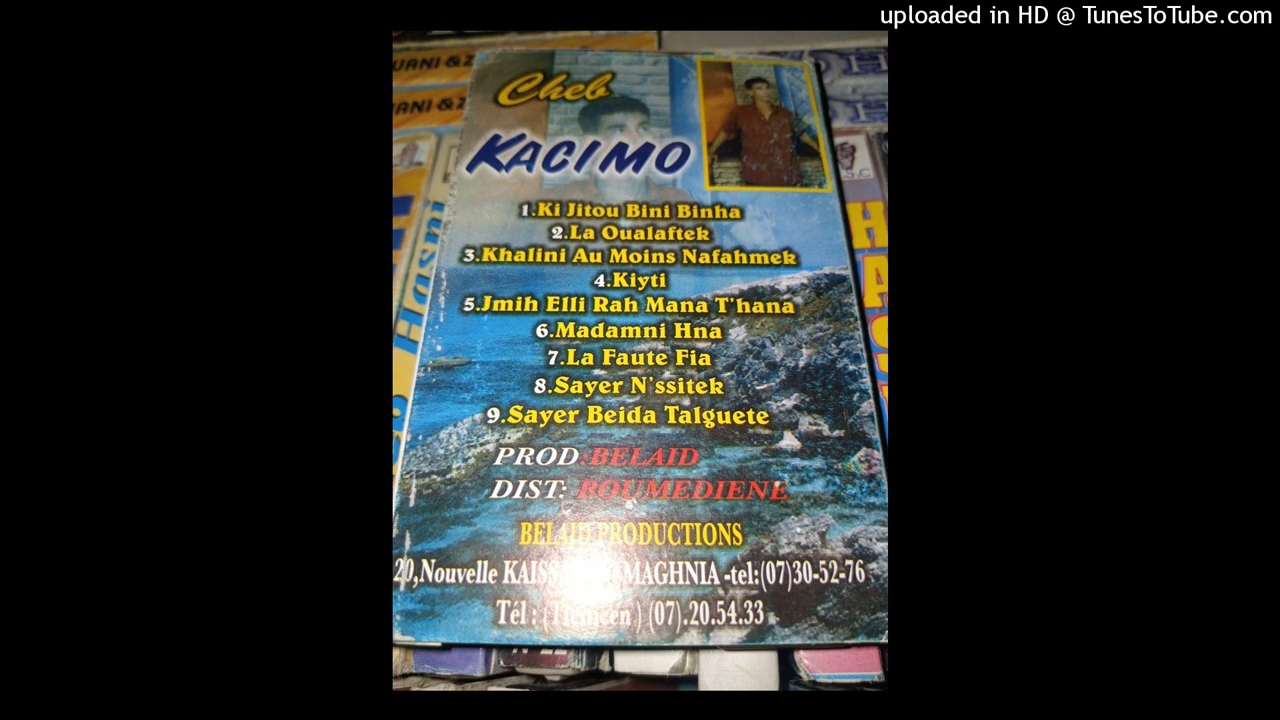 uploaded in HD @ TunesToTube.com
Cheb
KACIMO
1.Ki Jitou Bini Binha
2.La Oualaftek
3.Khalini Au Moins Nafahmek
4.Kiyti
5.Jmih Elli Rah Mana T'hana
6.Madamni Hna
7.La Faute Fia
8.Sayer N'ssitek
9.Sayer Beida Talguete
PROD:BELAID
DIST: BOUMEDIENE
BELAID PRODUCTIONS
20,Nouvelle MAGHNIA -tel:(07)30-52-76
Tél : (Tlemcen ) (07).20.54.33
Hasni
N°22